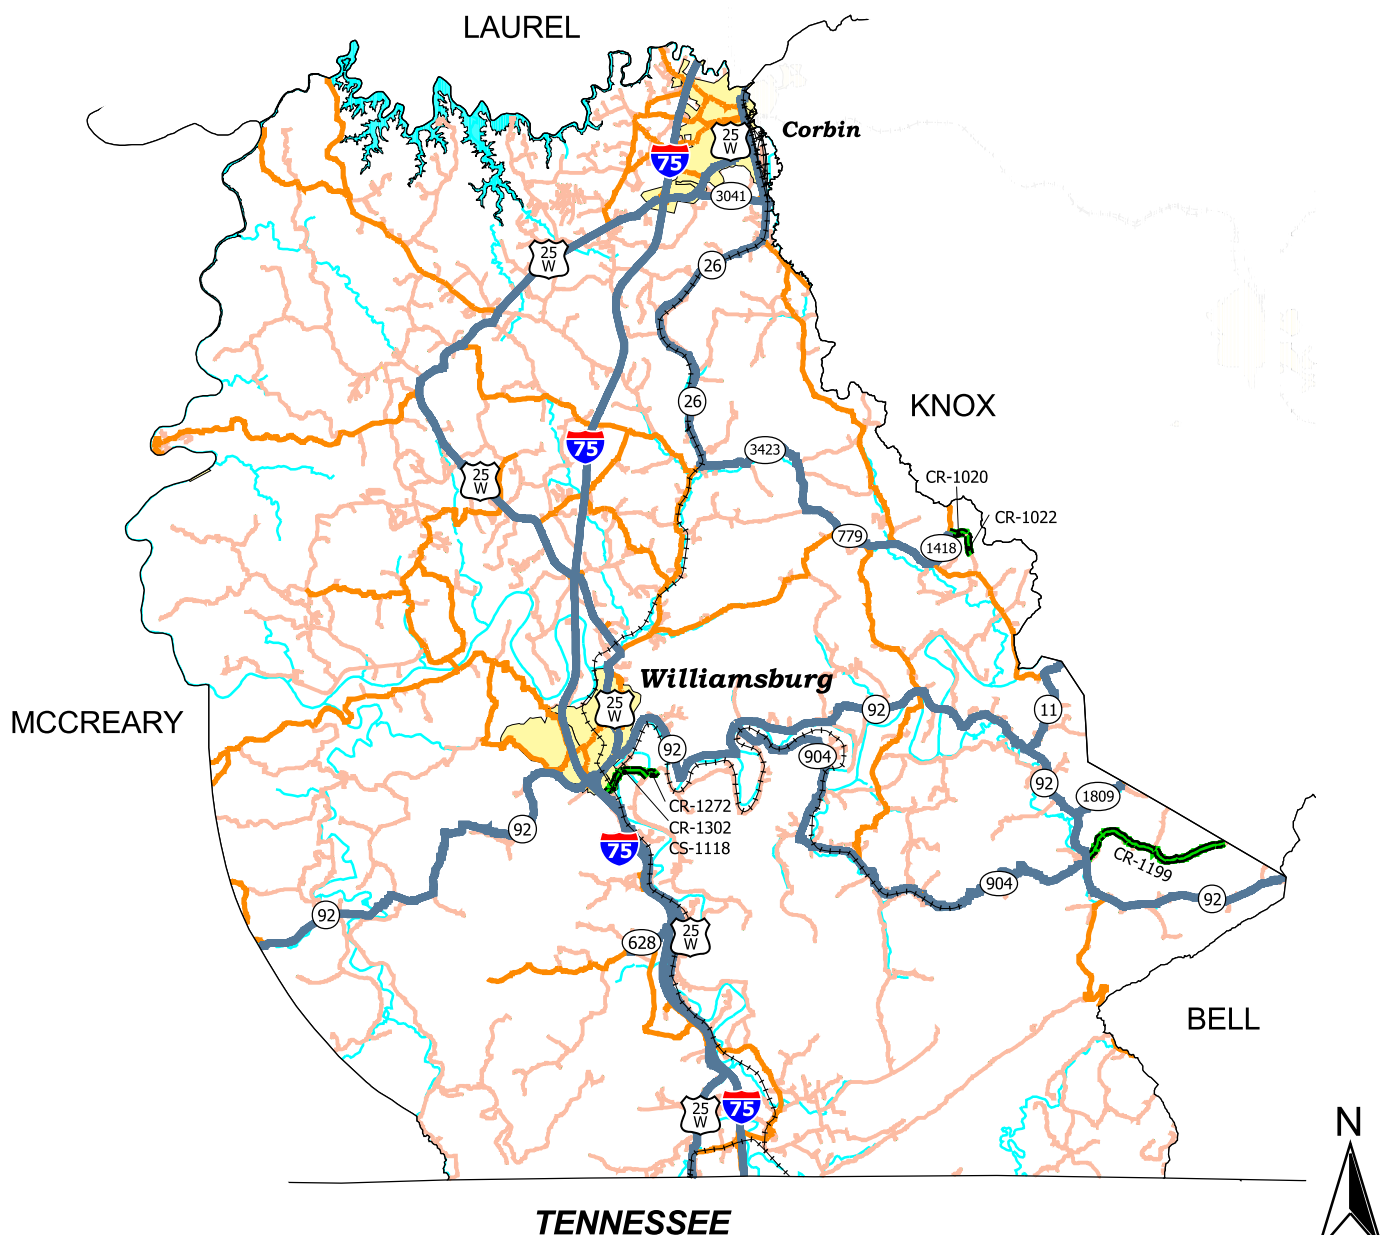 LAUREL
Corbin
25
W
75
3041
25
W
26
KNOX
26
3423
75
25
W
CR-1020
CR-1022
779
1418
Williamsburg
25
W
92
11
MCCREARY
92
904
92
1809
CR-1272
CR-1302
CS-1118
92
75
CR-1199
904
92
92
628
25
W
BELL
25
W
75
N
TENNESSEE